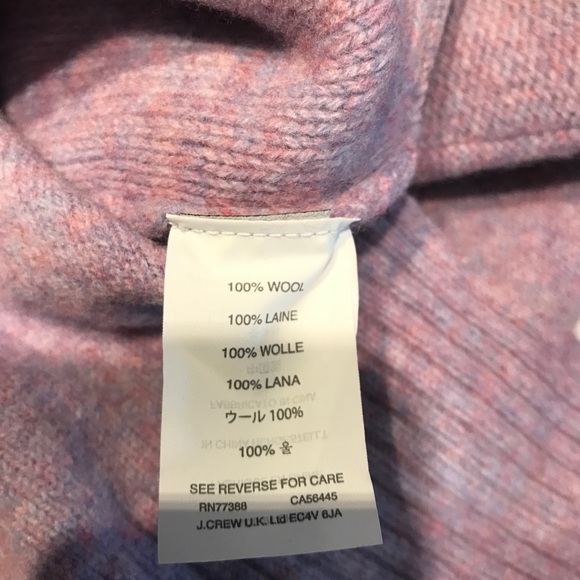 100% WOOL
100% LAINE
100% WOLLE
100% LANA
ウール 100%
100% 울
SEE REVERSE FOR CARE
RN77388 CA56445
J.CREW U.K. Ltd EC4V 6JA